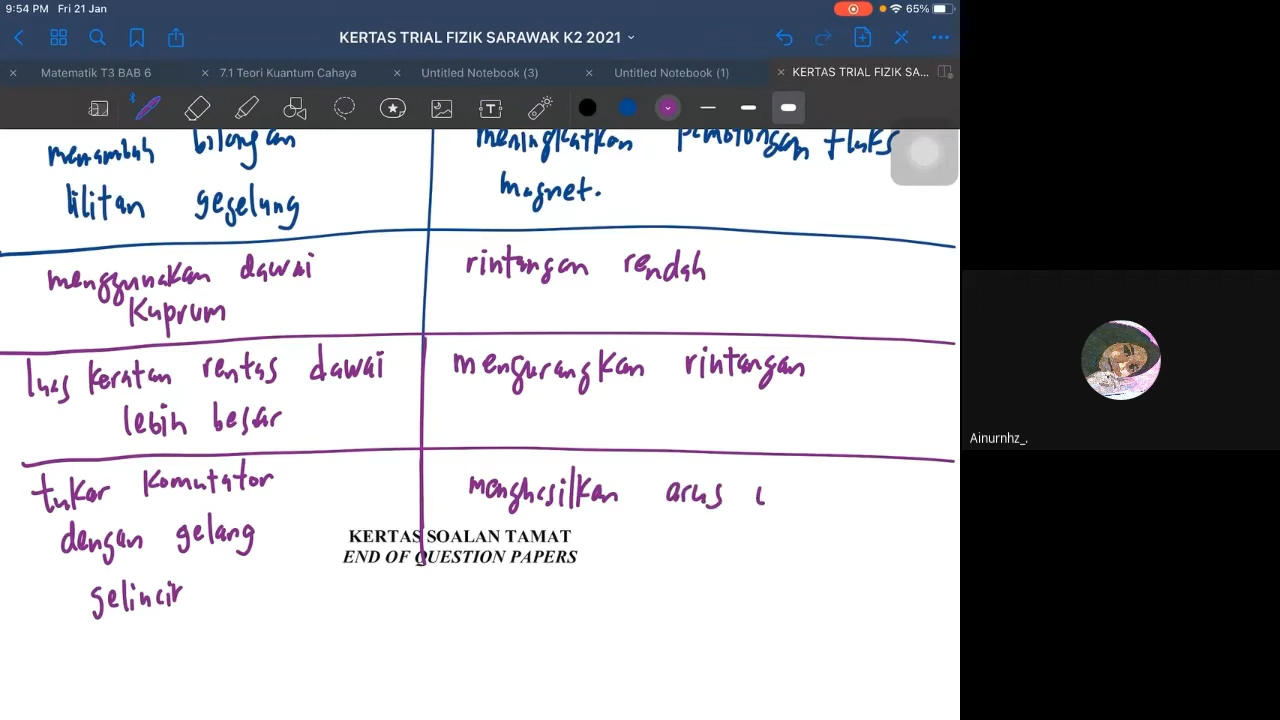 9:54 PM Fri 21 Jan
65%
KERTAS TRIAL FIZIK SARAWAK K2 2021
Matematik T3 BAB 6
7.1 Teori Kuantum Cahaya
Untitled Notebook (3)
Untitled Notebook (1)
KERTAS TRIAL FIZIK SA...
menambah bilangan
lilitan gegelung
meningkatkan pemotongan fluks
magnet.
menggunakan dawai
Kuprum
rintangan rendah
luas keratan rentas dawai
lebih besar
mengurangkan rintangan
tukar komutator
dengan gelang
gelincir
menghasilkan arus
KERTAS SOALAN TAMAT
END OF QUESTION PAPERS
Ainurnhz_.